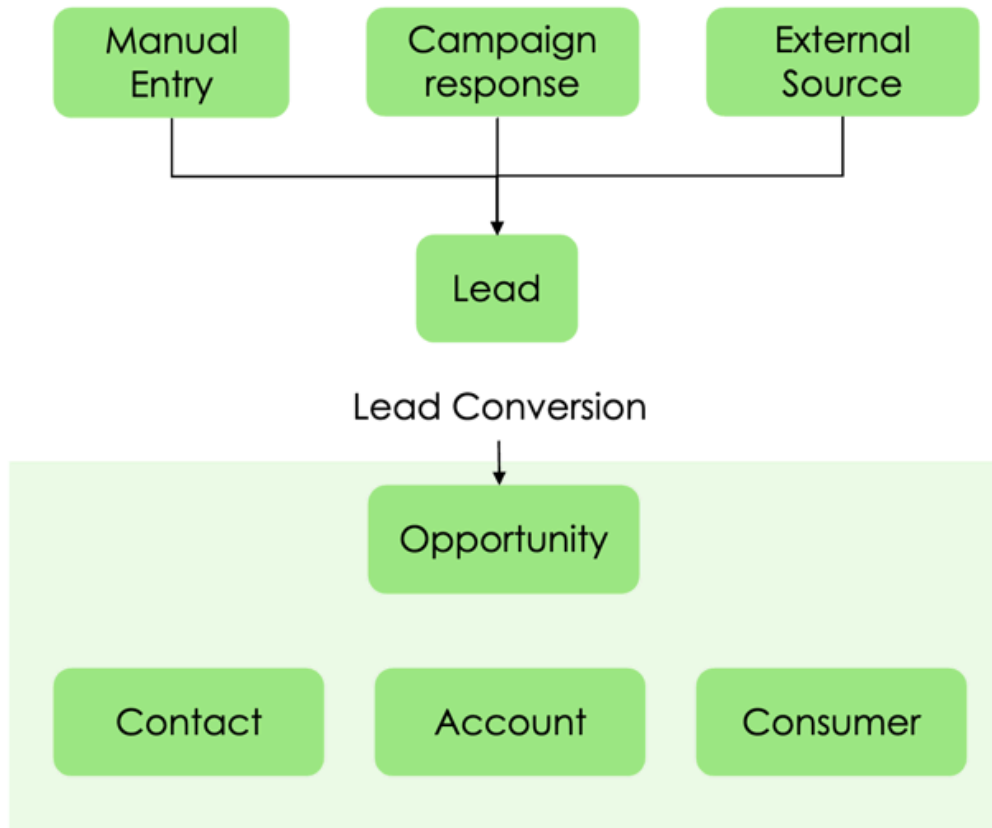 Manual
Entry
Campaign
response
External
Source
Lead
Lead Conversion
Opportunity
Contact
Account
Consumer